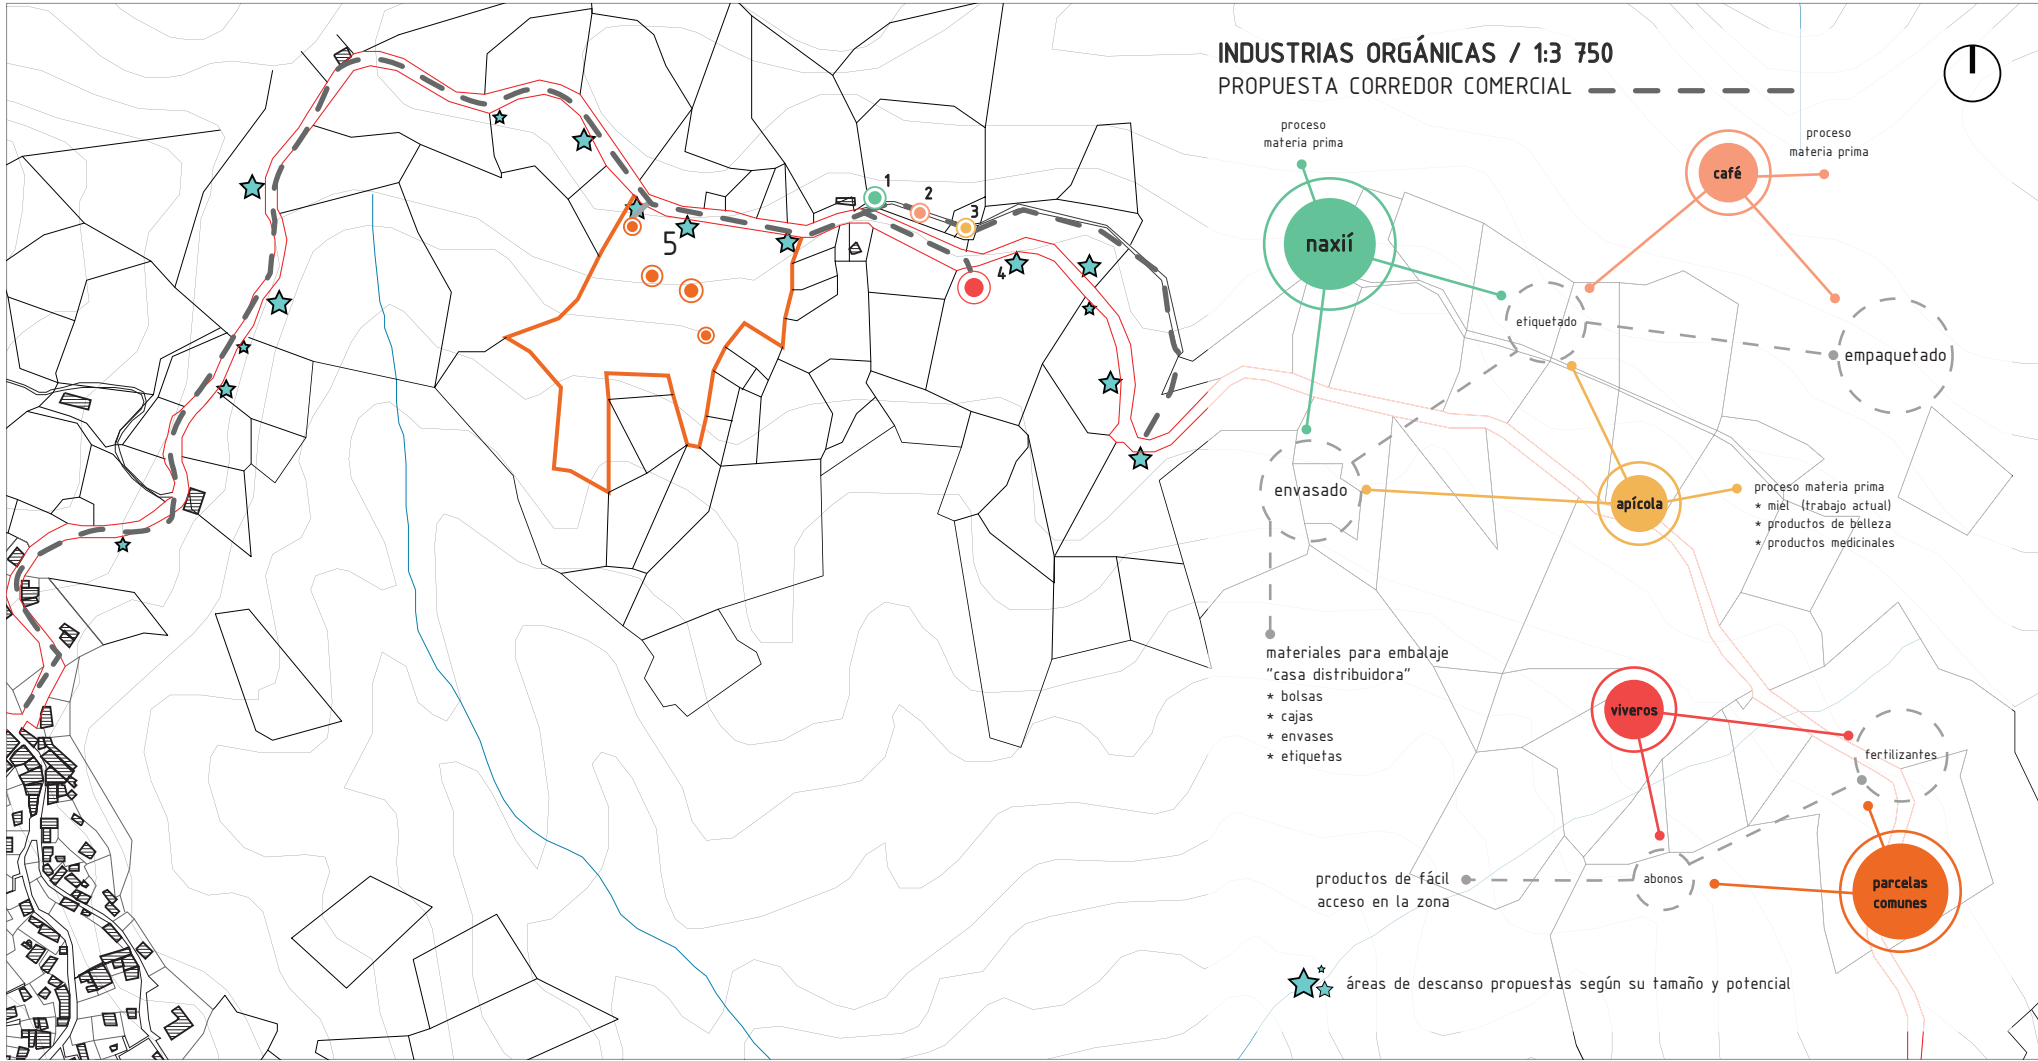 INDUSTRIAS ORGÁNICAS / 1:3 750
PROPUESTA CORREDOR COMERCIAL
proceso
materia prima
naxií
proceso
materia prima
café
etiquetado
empaquetado
envasado
apícola
proceso materia prima
* miel (trabajo actual)
* productos de belleza
* productos medicinales
materiales para embalaje
"casa distribuidora"
* bolsas
* cajas
* envases
* etiquetas
viveros
fertilizantes
abonos
productos de fácil
acceso en la zona
parcelas
comunes
áreas de descanso propuestas según su tamaño y potencial
1
2
3
4
5